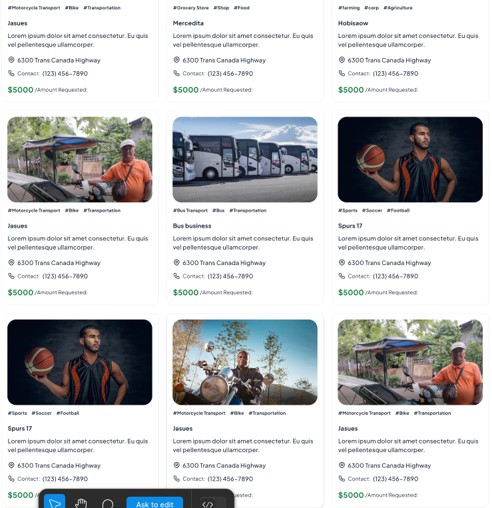 #Motorcycle Transport #Bike #Transportation
Jasues
Lorem ipsum dolor sit amet consectetur. Eu quis
vel pellentesque ullamcorper.
6300 Trans Canada Highway
Contact: (123) 456-7890
$5000 /Amount Requested:
#Grocery Store #Shop #Food
Mercedita
Lorem ipsum dolor sit amet consectetur. Eu quis
vel pellentesque ullamcorper.
6300 Trans Canada Highway
Contact: (123) 456-7890
$5000 /Amount Requested:
#farming #corp #Agriculture
Hobisaow
Lorem ipsum dolor sit amet consectetur. Eu quis
vel pellentesque ullamcorper.
6300 Trans Canada Highway
Contact: (123) 456-7890
$5000 /Amount Requested:
#Motorcycle Transport #Bike #Transportation
Jasues
Lorem ipsum dolor sit amet consectetur. Eu quis
vel pellentesque ullamcorper.
6300 Trans Canada Highway
Contact: (123) 456-7890
$5000 /Amount Requested:
#Bus Transport #Bus #Transportation
Bus business
Lorem ipsum dolor sit amet consectetur. Eu quis
vel pellentesque ullamcorper.
6300 Trans Canada Highway
Contact: (123) 456-7890
$5000 /Amount Requested:
#Sports #Soccer #Football
Spurs 17
Lorem ipsum dolor sit amet consectetur. Eu quis
vel pellentesque ullamcorper.
6300 Trans Canada Highway
Contact: (123) 456-7890
$5000 /Amount Requested:
#Sports #Soccer #Football
Spurs 17
Lorem ipsum dolor sit amet consectetur. Eu quis
vel pellentesque ullamcorper.
6300 Trans Canada Highway
Contact: (123) 456-7890
$5000
#Motorcycle Transport #Bike #Transportation
Jasues
Lorem ipsum dolor sit amet consectetur. Eu quis
vel pellentesque ullamcorper.
6300 Trans Canada Highway
Contact: (123) 456-7890
#Motorcycle Transport #Bike #Transportation
Jasues
Lorem ipsum dolor sit amet consectetur. Eu quis
vel pellentesque ullamcorper.
6300 Trans Canada Highway
Contact: (123) 456-7890
$5000 /Amount Requested:
Ask to edit